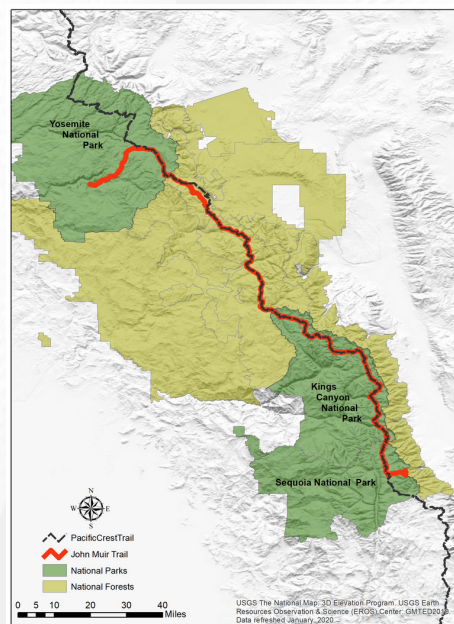 Yosemite
National
Park
Kings
Canyon
National
Park
Sequoia National Park
N
W E
S
PacificCrestTrail
John Muir Trail
National Parks
National Forests
0 5 10 20 30 40
Miles
USGS The National Map: 3D Elevation Program. USGS Earth
Resources Observation & Science (EROS) Center: GMTED2010.
Data refreshed January, 2020.